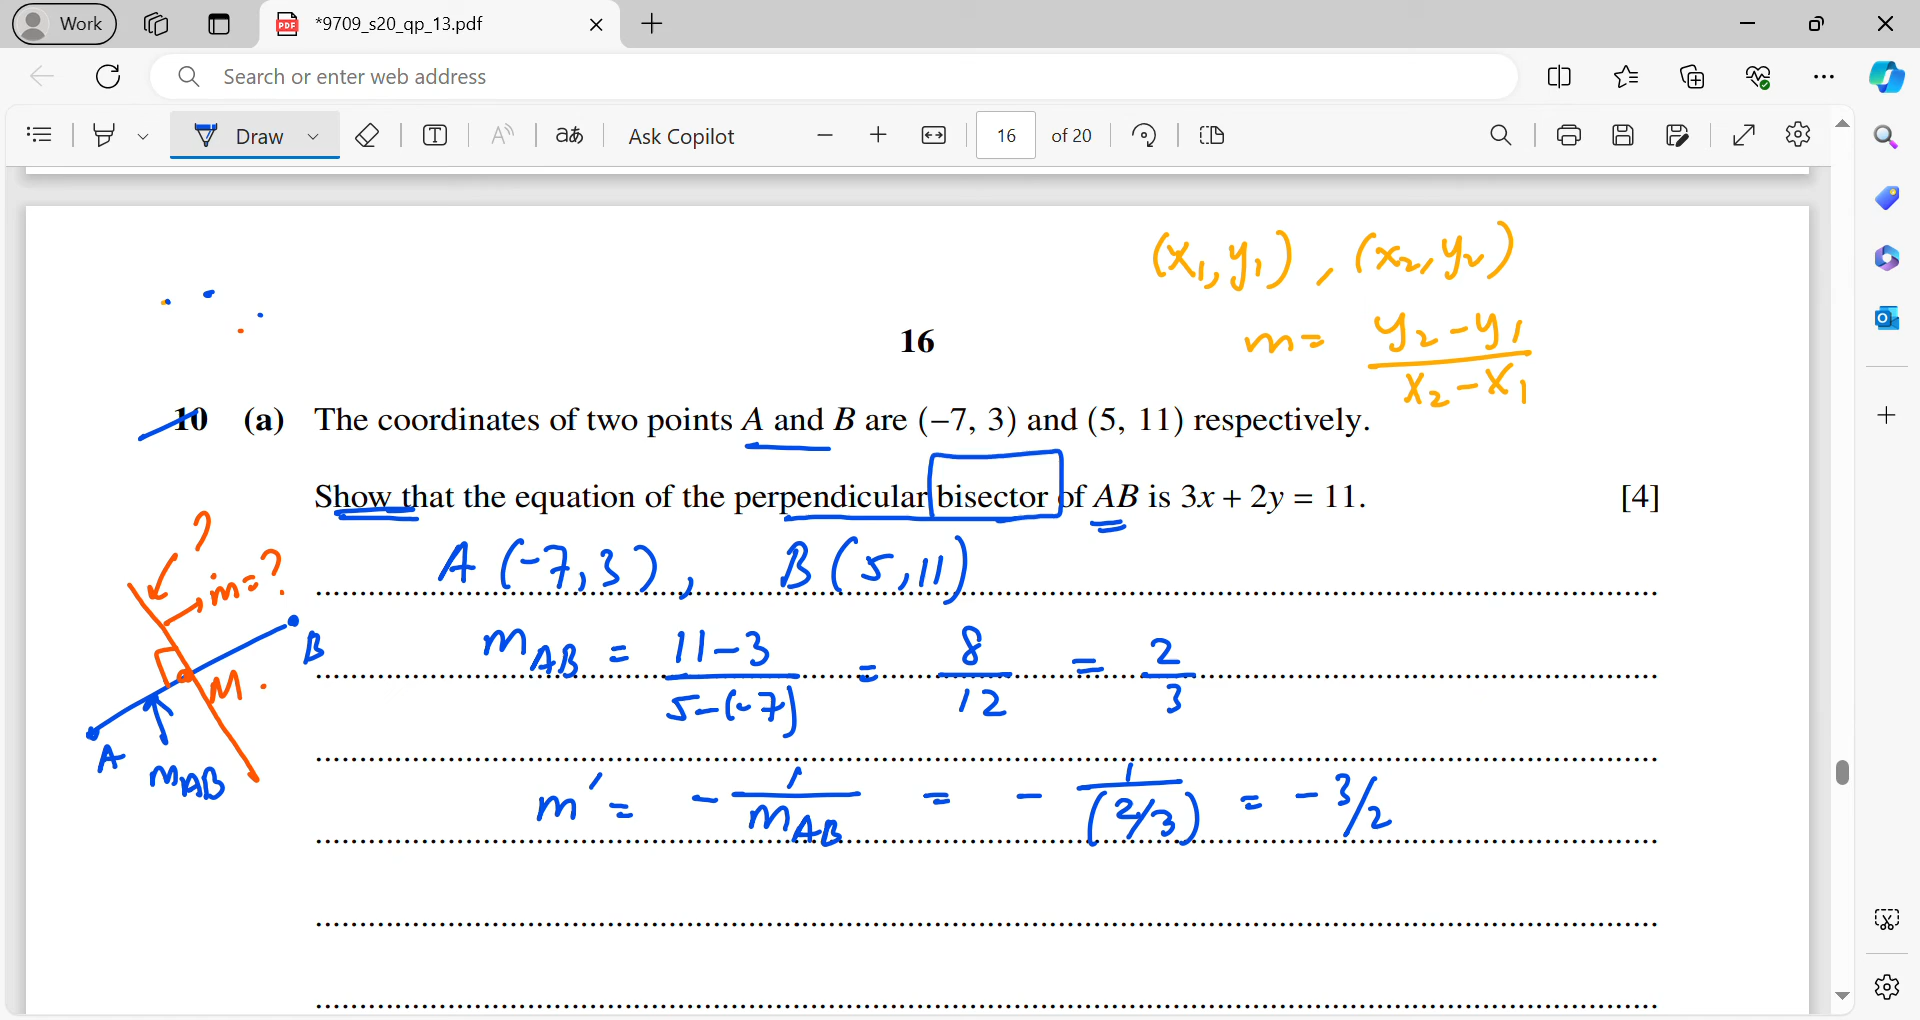 Work
*9709_s20_qp_13.pdf
Search or enter web address
Draw
Ask Copilot
16 of 20
(x₁,y₁) , (x₂,y₂)
m = y₂-y₁ / x₂-x₁
16
10 (a) The coordinates of two points A and B are (−7, 3) and (5, 11) respectively.
Show that the equation of the perpendicular bisector of AB is 3x + 2y = 11. [4]
A (-7,3) , B (5,11)
? m=?
B
M
A
mAB
mAB = 11-3 / 5-(-7) = 8 / 12 = 2 / 3
m' = - 1 / mAB = - 1 / (2/3) = - 3/2